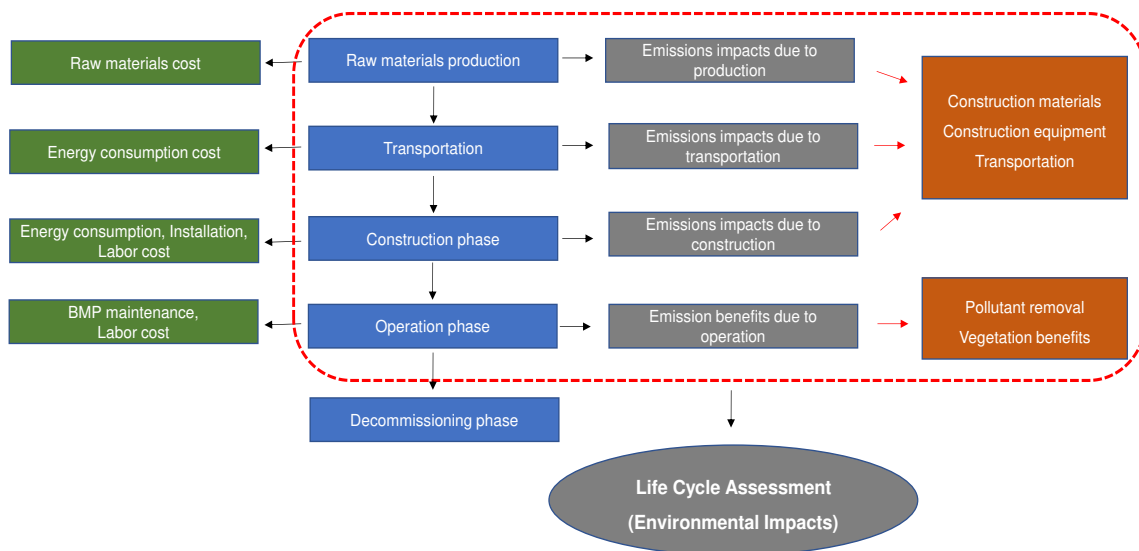 Raw materials cost
Raw materials production
Emissions impacts due to
production
Construction materials
Construction equipment
Transportation
Energy consumption cost
Transportation
Emissions impacts due to
transportation
Energy consumption, Installation,
Labor cost
Construction phase
Emissions impacts due to
construction
BMP maintenance,
Labor cost
Operation phase
Emission benefits due to
operation
Pollutant removal
Vegetation benefits
Decommissioning phase
Life Cycle Assessment
(Environmental Impacts)